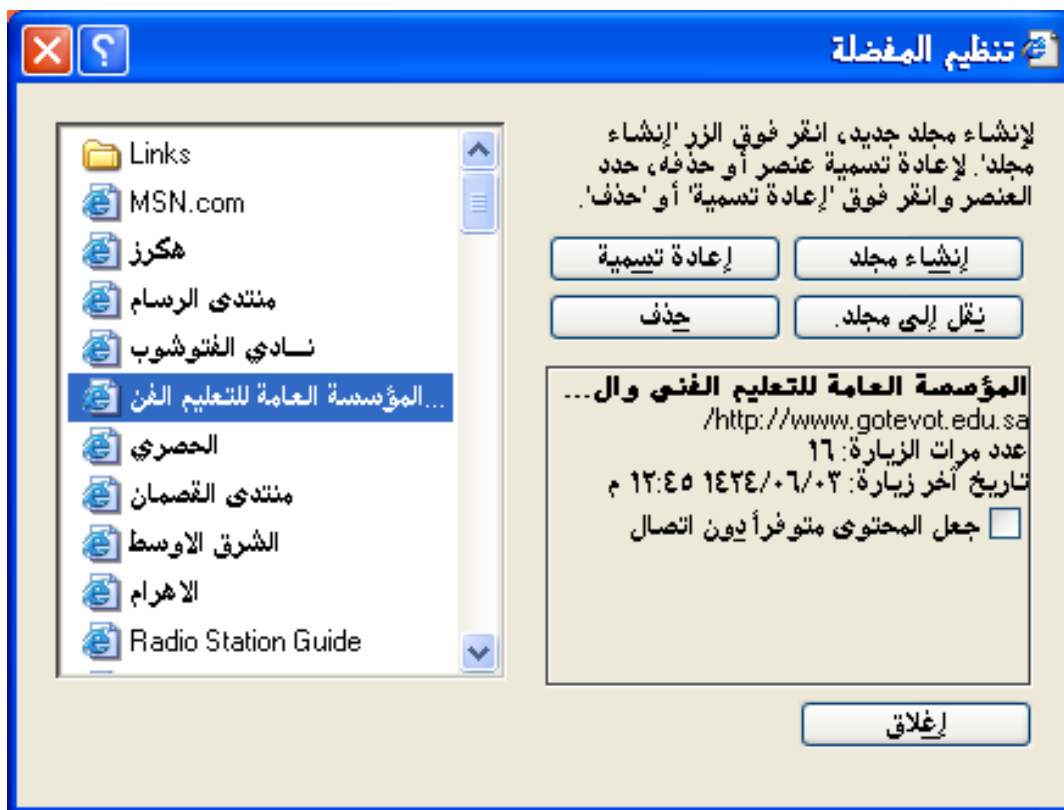 تنظيم المفضلة
لإنشاء مجلد جديد، انقر فوق الزر 'إنشاء
مجلد'. لإعادة تسمية عنصر أو حذفه، حدد
العنصر وانقر فوق 'إعادة تسمية' أو 'حذف'.
إنشاء مجلد
إعادة تسمية
نقل إلى مجلد.
حذف
المؤسسة العامة للتعليم الفني وال...
http://www.gotevot.edu.sa/
عدد مرات الزيارة: ١٦
تاريخ آخر زيارة: ١٤٢٤/٠٦/٠٣ ١٢:٤٥ م
جعل المحتوى متوفراً دون اتصال
إغلاق
Links
MSN.com
هكرز
منتدى الرسام
نـــادي الفتوشوب
المؤسسة العامة للتعليم الفن...
الحصري
منتدى القصمان
الشرق الاوسط
الاهرام
Radio Station Guide